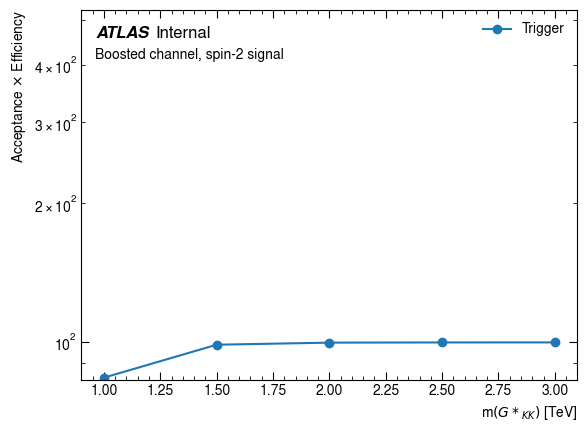 ATLAS Internal
Boosted channel, spin-2 signal
Trigger
Acceptance × Efficiency
4 × 10²
3 × 10²
2 × 10²
10²
1.00 1.25 1.50 1.75 2.00 2.25 2.50 2.75 3.00
m(G*KK) [TeV]